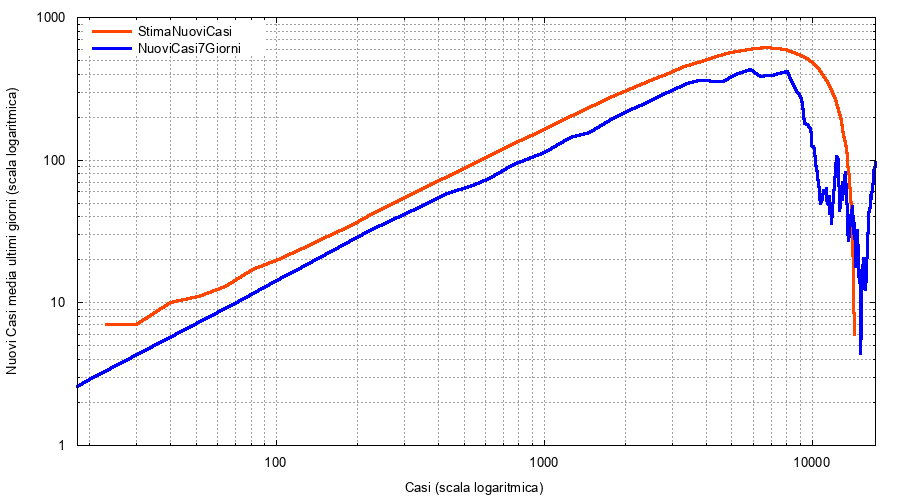 1000
StimaNuoviCasi
NuoviCasi7Giorni
100
10
1
Nuovi Casi media ultimi giorni (scala logaritmica)
100
1000
10000
Casi (scala logaritmica)